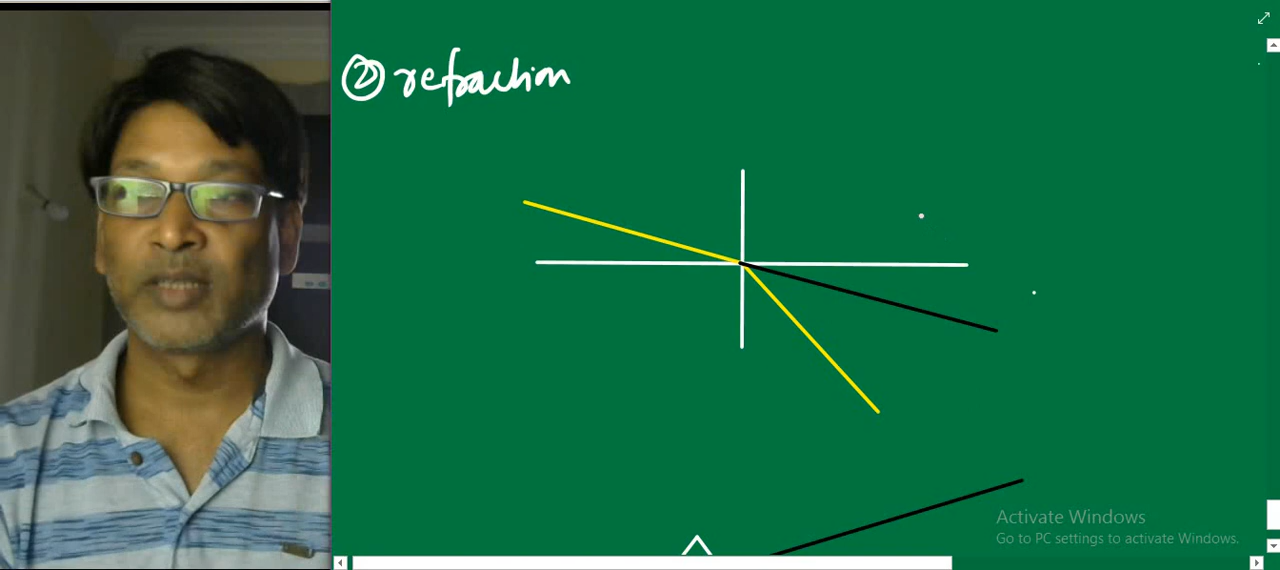 ② refraction
Activate Windows
Go to PC settings to activate Windows.